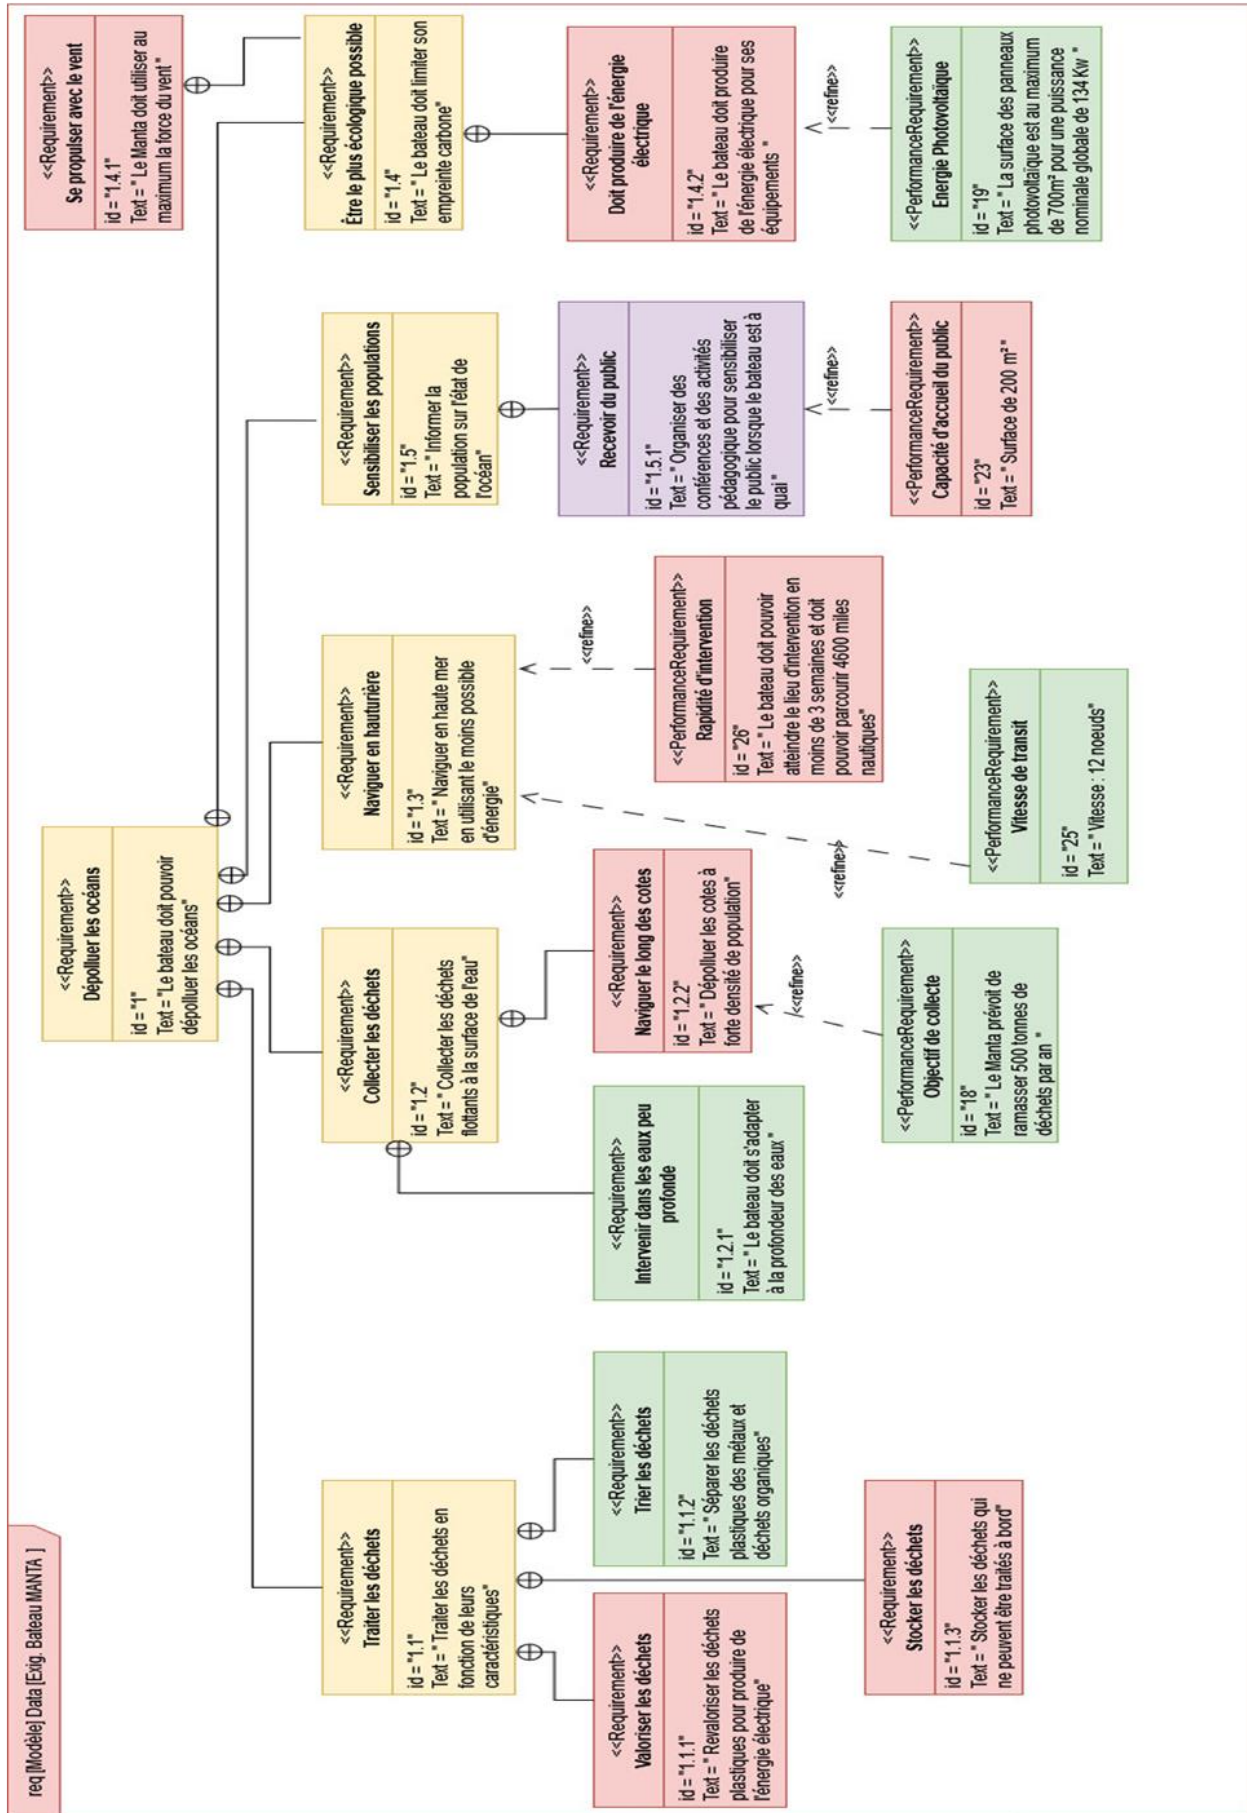 req [Modèle] Data [Exig. Bateau MANTA ]
<<Requirement>>
Dépolluer les océans
id = "1"
Text = "Le bateau doit pouvoir
dépolluer les océans"
<<Requirement>>
Traiter les déchets
id = "1.1"
Text = " Traiter les déchets en
fonction de leurs
caractéristiques"
<<Requirement>>
Collecter les déchets
id = "1.2"
Text = " Collecter les déchets
flottants à la surface de l'eau"
<<Requirement>>
Naviguer en hauturière
id = "1.3"
Text = " Naviguer en haute mer
en utilisant le moins possible
d'énergie"
<<Requirement>>
Sensibiliser les populations
id = "1.5"
Text = " Informer la
population sur l'état de
l'océan"
<<Requirement>>
Être le plus écologique possible
id = "1.4"
Text = " Le bateau doit limiter son
empreinte carbone"
<<Requirement>>
Se propulser avec le vent
id = "1.4.1"
Text = " Le Manta doit utiliser au
maximum la force du vent"
<<Requirement>>
Valoriser les déchets
id = "1.1.1"
Text = " Revaloriser les déchets
plastiques pour produire de
l'énergie électrique"
<<Requirement>>
Trier les déchets
id = "1.1.2"
Text = " Séparer les déchets
plastiques des métaux et
déchets organiques"
<<Requirement>>
Stocker les déchets
id = "1.1.3"
Text = " Stocker les déchets qui
ne peuvent être traités à bord"
<<Requirement>>
Intervenir dans les eaux peu
profonde
id = "1.2.1"
Text = " Le bateau doit s'adapter
à la profondeur des eaux"
<<Requirement>>
Naviguer le long des cotes
id = "1.2.2"
Text = " Dépolluer les cotes à
forte densité de population"
<<refine>>
<<PerformanceRequirement>>
Objectif de collecte
id = "18"
Text = " Le Manta prévoit de
ramasser 500 tonnes de
déchets par an "
<<refine>>
<<PerformanceRequirement>>
Rapidité d'intervention
id = "26"
Text = " Le bateau doit pouvoir
atteindre le lieu d'intervention en
moins de 3 semaines et doit
pouvoir parcourir 4600 miles
nautiques"
<<refine>>
<<PerformanceRequirement>>
Vitesse de transit
id = "25"
Text = " Vitesse : 12 noeuds"
<<Requirement>>
Recevoir du public
id = "1.5.1"
Text = " Organiser des
conférences et des activités
pédagogique pour sensibiliser
le public lorsque le bateau est à
quai "
<<refine>>
<<PerformanceRequirement>>
Capacité d'accueil du public
id = "23"
Text = " Surface de 200 m² "
<<Requirement>>
Doit produire de l'énergie
électrique
id = "1.4.2"
Text = " Le bateau doit produire
de l'énergie électrique pour ses
équipements "
<<refine>>
<<PerformanceRequirement>>
Energie Photovoltaïque
id = "19"
Text = " La surface des panneaux
photovoltaïque est au maximum
de 700m² pour une puissance
nominale globale de 134 Kw "